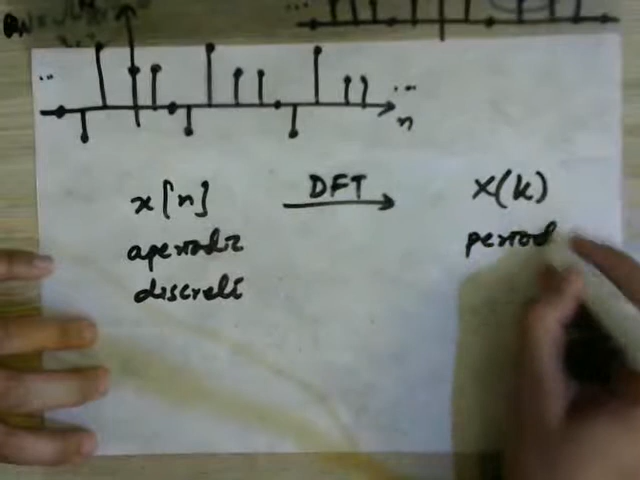 ... ...
n
x[n] DFT X(k)
aperiodic period
discrete